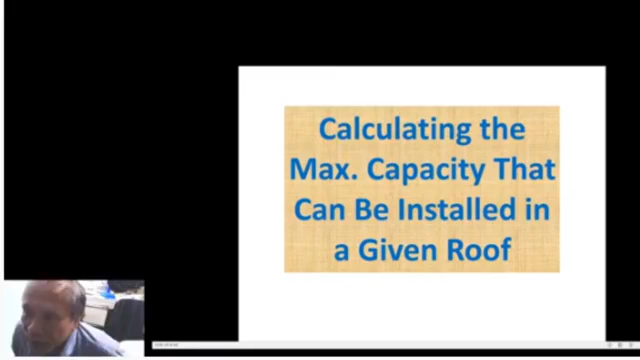 Calculating the
Max. Capacity That
Can Be Installed in
a Given Roof